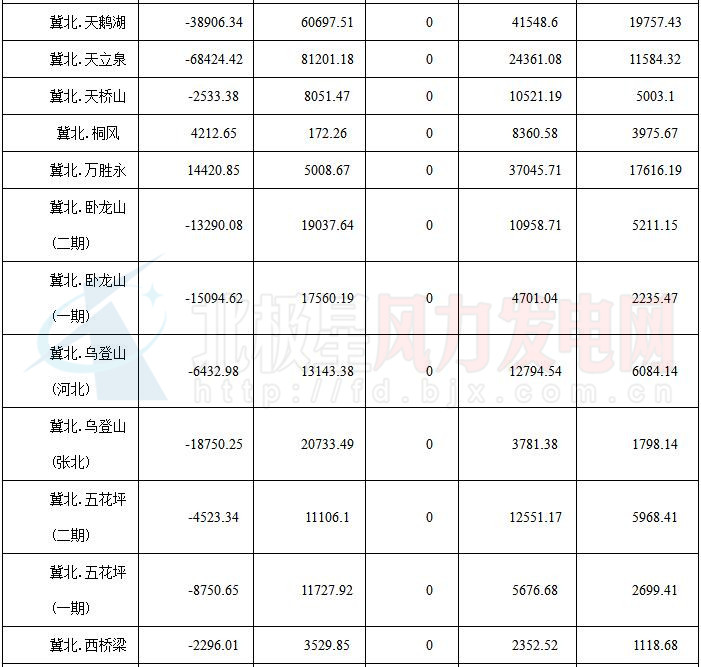 冀北.天鹅湖 -38906.34 60697.51 0 41548.6 19757.43
冀北.天立泉 -68424.42 81201.18 0 24361.08 11584.32
冀北.天桥山 -2533.38 8051.47 0 10521.19 5003.1
冀北.桐风 4212.65 172.26 0 8360.58 3975.67
冀北.万胜永 14420.85 5008.67 0 37045.71 17616.19
冀北.卧龙山
(二期) -13290.08 19037.64 0 10958.71 5211.15
冀北.卧龙山
(一期) -15094.62 17560.19 0 4701.04 2235.47
北极星风力发电网
冀北.乌登山
(河北) -6432.98 13143.38 0 12794.54 6084.14
http://fd.bjx.com.cn
冀北.乌登山
(张北) -18750.25 20733.49 0 3781.38 1798.14
冀北.五花坪
(二期) -4523.34 11106.1 0 12551.17 5968.41
冀北.五花坪
(一期) -8750.65 11727.92 0 5676.68 2699.41
冀北.西桥梁 -2296.01 3529.85 0 2352.52 1118.68